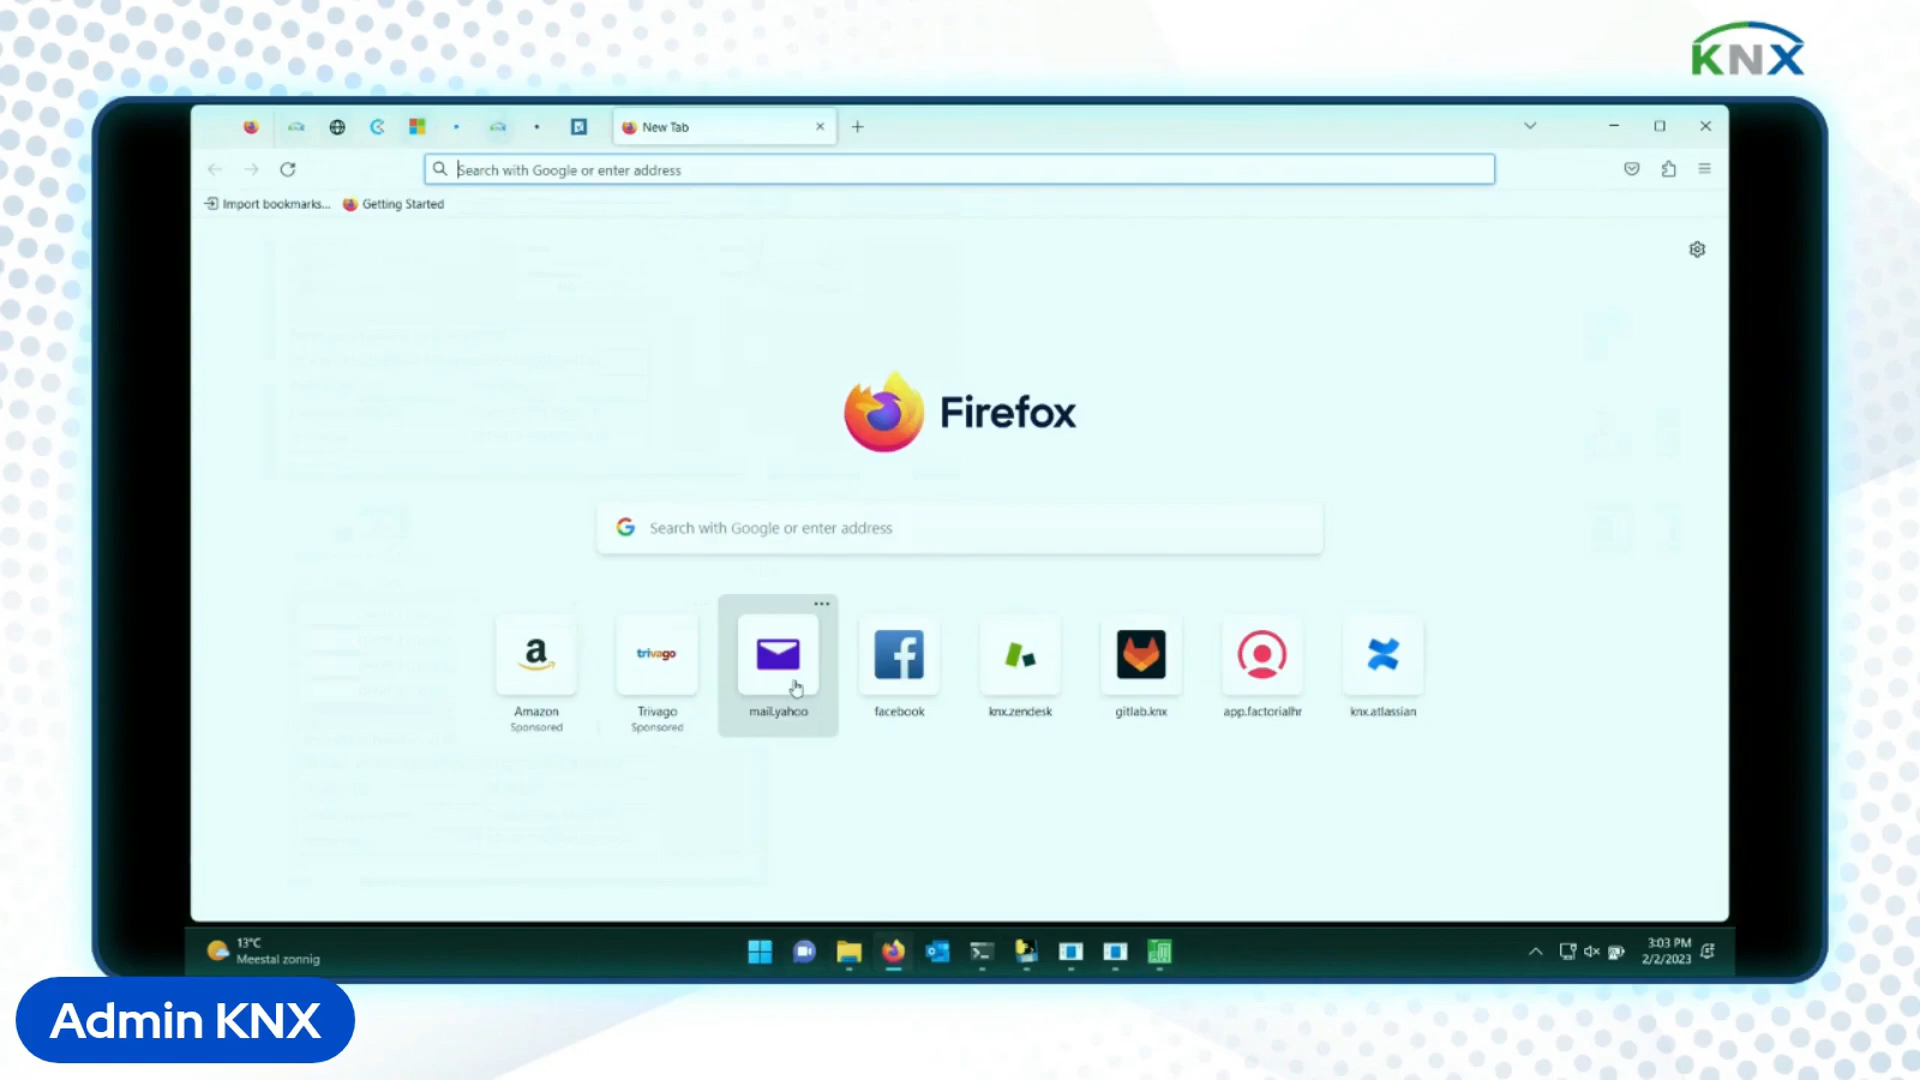 KNX
New Tab
Search with Google or enter address
Import bookmarks... Getting Started
Firefox
Search with Google or enter address
a
trivago
Amazon
Sponsored
Trivago
Sponsored
mail.yahoo
facebook
knx.zendesk
gitlab.knx
app.factorialhr
knx.atlassian
13°C
Meestal zonnig
3:03 PM
2/2/2023
Admin KNX